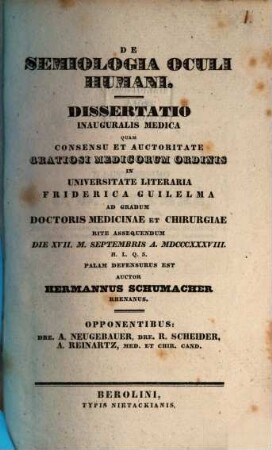 DE
SEMIOLOGIA OCULI
HUMANI.
DISSERTATIO
INAUGURALIS MEDICA
QUAM
CONSENSU ET AUCTORITATE
GRATIOSI MEDICORUM ORDINIS
IN
UNIVERSITATE LITERARIA
FRIDERICA GUILELMA
AD GRADUM
DOCTORIS MEDICINAE ET CHIRURGIAE
RITE ASSEQUENDUM
DIE XVII. M. SEPTEMBRIS A. MDCCCXXXVIII.
H. L. Q. S.
PALAM DEFENSURUS EST
AUCTOR
HERMANNUS SCHUMACHER
RHENANUS.
OPPONENTIBUS:
DRE. A. NEUGEBAUER, DRE. R. SCHEIDER,
A. REINARTZ, MED. ET CHIR. CAND.
BEROLINI,
TYPIS NIETACKIANIS.